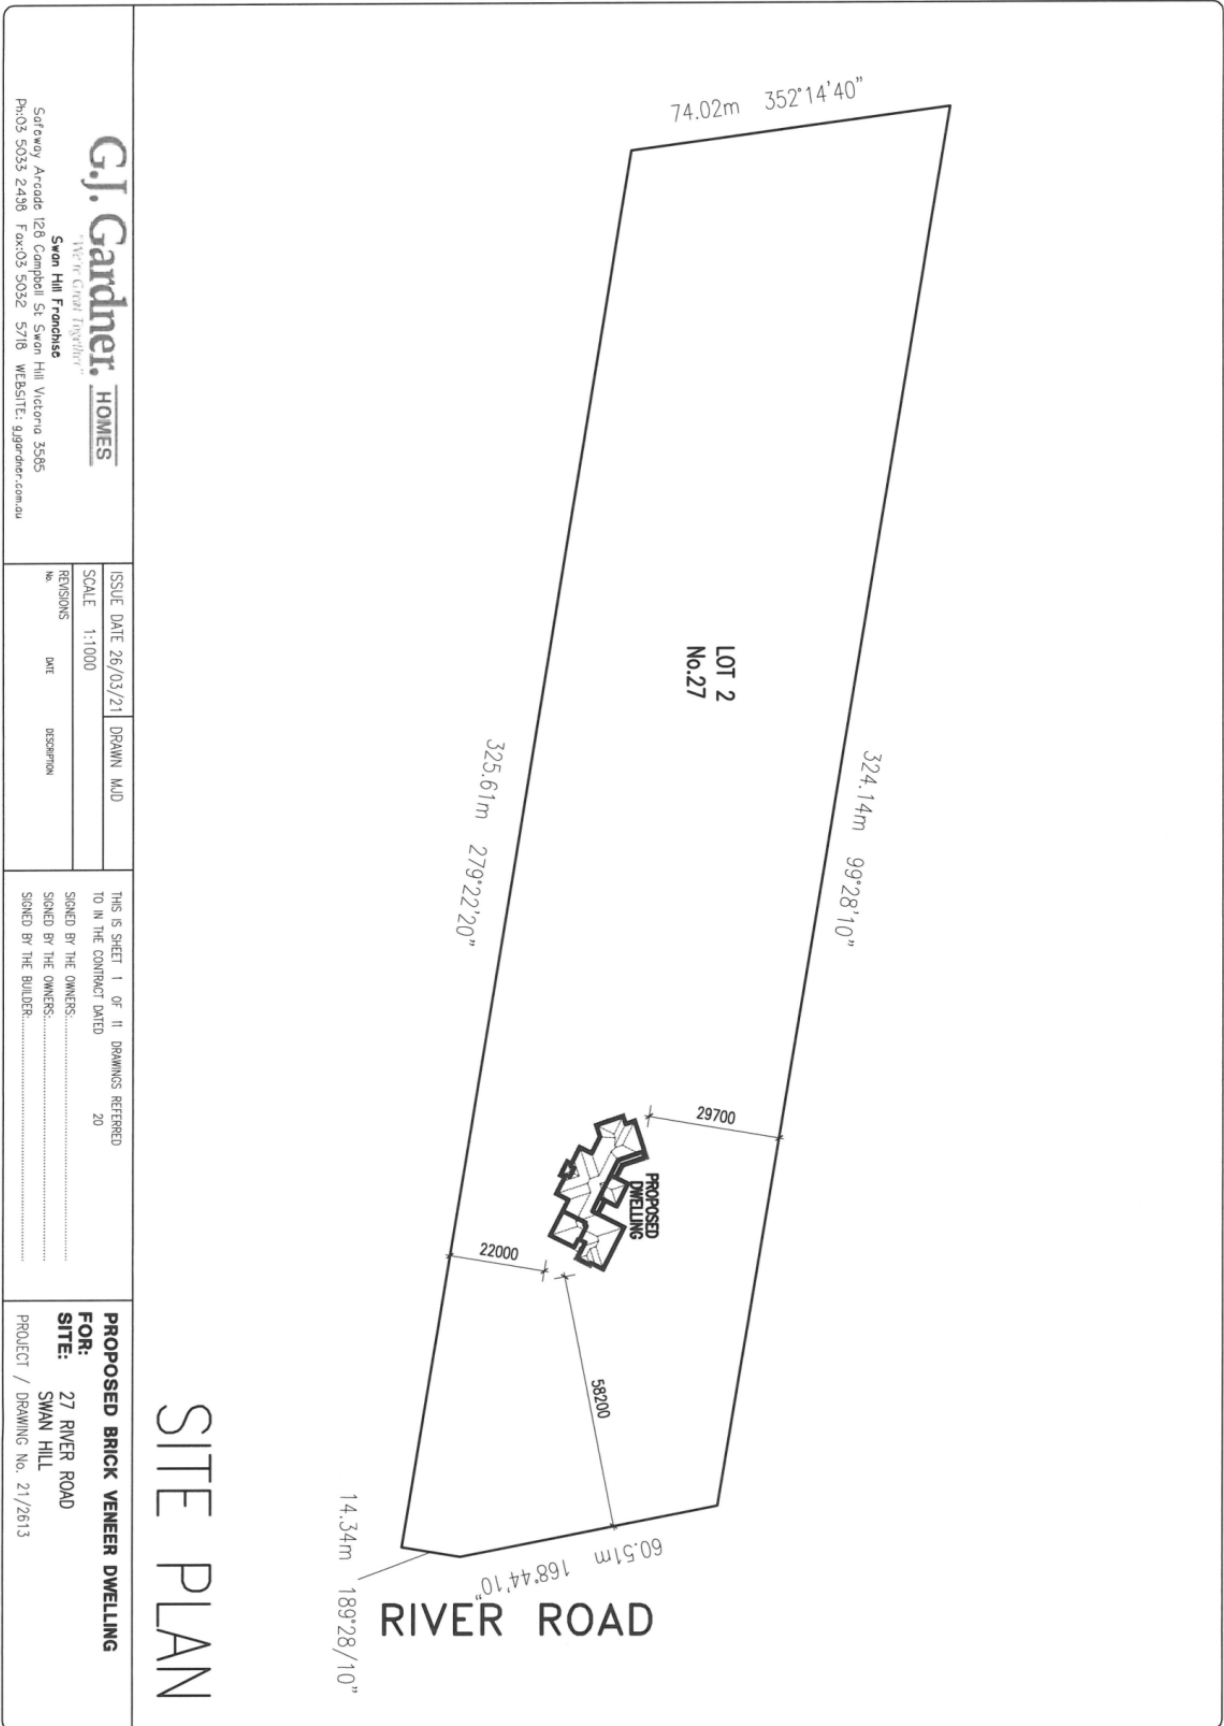 74.02m 352°14'40"
LOT 2
No.27
324.14m 99°28'10"
325.61m 279°22'20"
29700
PROPOSED
DWELLING
22000
58200
60.51m 168°44'10"
14.34m 189°28/10"
RIVER ROAD
SITE PLAN
G.J. Gardner. HOMES
"We're Great Together"
Swan Hill Franchise
Safeway Arcade 128 Campbell St Swan Hill Victoria 3585
Ph:03 5033 2498 Fax:03 5032 5718 WEBSITE: gjgardner.com.au
ISSUE DATE 26/03/21 DRAWN MJD
SCALE 1:1000
REVISIONS
No. DATE DESCRIPTION
THIS IS SHEET 1 OF 11 DRAWINGS REFERRED
TO IN THE CONTRACT DATED 20
SIGNED BY THE OWNERS:
SIGNED BY THE OWNERS:
SIGNED BY THE BUILDER:
PROPOSED BRICK VENEER DWELLING
FOR:
SITE: 27 RIVER ROAD
SWAN HILL
PROJECT / DRAWING No. 21/2613